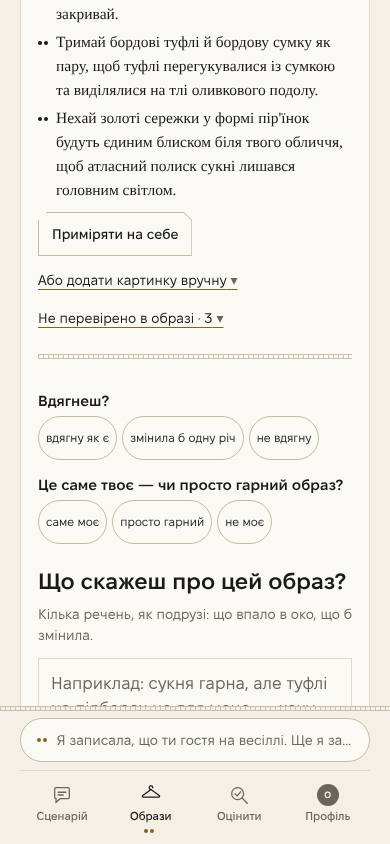 закривай.
•• Тримай бордові туфлі й бордову сумку як
пару, щоб туфлі перегукувалися із сумкою
та виділялися на тлі оливкового подолу.
•• Нехай золоті сережки у формі пір'їнок
будуть єдиним блиском біля твого обличчя,
щоб атласний полиск сукні лишався
головним світлом.
Приміряти на себе
Або додати картинку вручну ▾
Не перевірено в образі · 3 ▾
Вдягнеш?
вдягну як є
змінила б одну річ
не вдягну
Це саме твоє — чи просто гарний образ?
саме моє
просто гарний
не моє
Що скажеш про цей образ?
Кілька речень, як подрузі: що впало в око, що б
змінила.
Наприклад: сукня гарна, але туфлі
•• Я записала, що ти гостя на весіллі. Ще я за...
Сценарій
Образи
Оцінити
О
Профіль